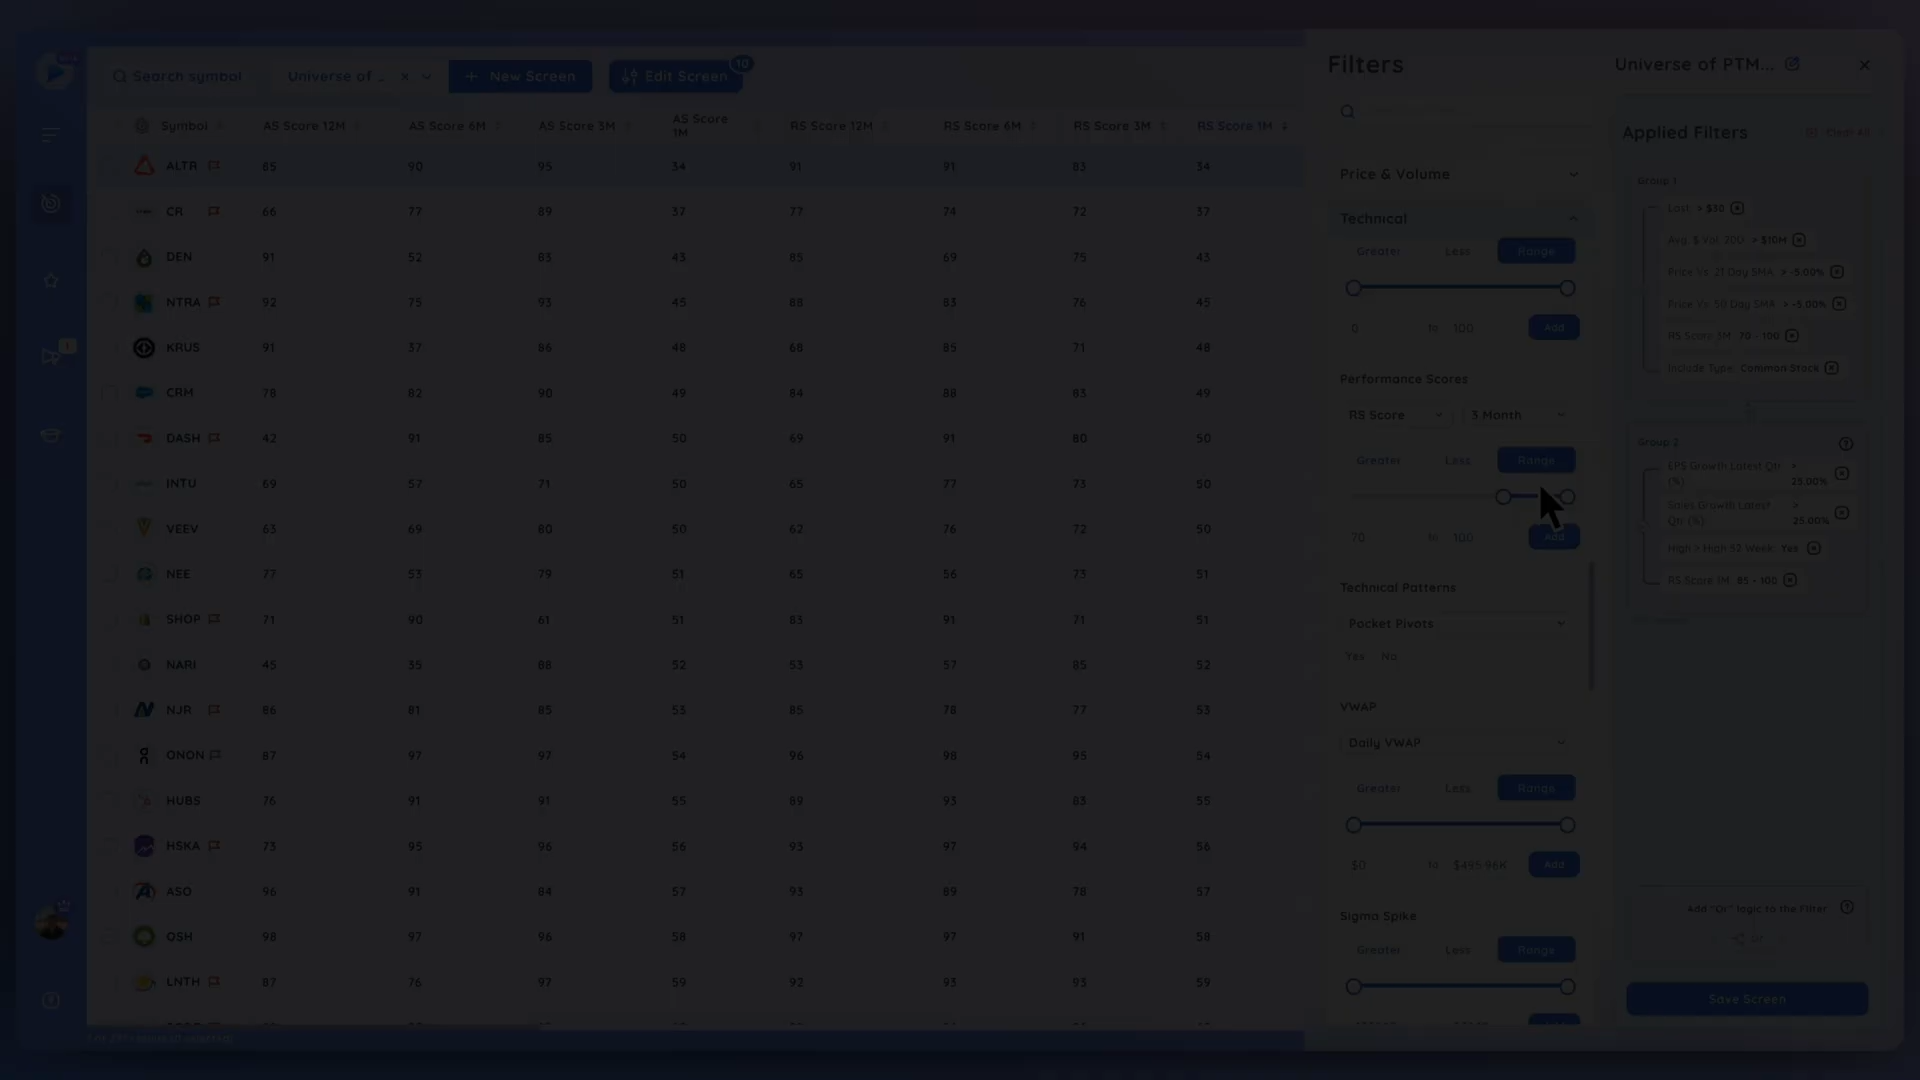 Search symbol
Universe of ..
New Screen
Edit Screen
10
Symbol AS Score 12M AS Score 6M AS Score 3M AS Score 1M RS Score 12M RS Score 6M RS Score 3M RS Score 1M
ALTR 85 90 95 34 91 91 83 34
CR 66 77 89 37 77 74 72 37
DEN 91 52 83 43 85 69 75 43
NTRA 92 75 93 45 88 83 76 45
KRUS 91 37 86 48 68 85 71 48
CRM 78 82 90 49 84 88 83 49
DASH 42 91 85 50 69 91 80 50
INTU 69 57 71 50 65 77 73 50
VEEV 63 69 80 50 62 76 72 50
NEE 77 53 79 51 65 56 73 51
SHOP 71 90 61 51 83 91 71 51
NARI 45 35 88 52 53 57 85 52
NJR 86 81 85 53 85 78 77 53
ONON 87 97 97 54 96 98 95 54
HUBS 76 91 91 55 89 93 83 55
HSKA 73 95 96 56 93 97 94 56
ASO 96 91 84 57 93 89 78 57
OSH 98 97 96 58 97 97 91 58
LNTH 87 76 97 59 92 93 93 59
1
Filters
Price & Volume
Technical
Greater Less Range
0 to 100 Add
Performance Scores
RS Score 3 Month
Greater Less Range
70 to 100 Add
Technical Patterns
Pocket Pivots
Yes No
VWAP
Daily VWAP
Greater Less Range
$0 to $495.96K Add
Sigma Spike
Greater Less Range
Universe of PTM...
Applied Filters
Clear All
Group 1
Last: > $10
Avg. $ Vol. 20D: > $10M
Price Vs. 21 Day SMA: > -5.00%
Price Vs. 50 Day SMA: > -5.00%
RS Score 3M: 70 - 100
Include Type: Common Stock
Group 2
EPS Growth Latest Qtr (%): > 25.00%
Sales Growth Latest Qtr (%): > 25.00%
High > High 52 Week: Yes
RS Score 1M: 85 - 100
Add "Or" logic to the Filter
Or
Save Screen